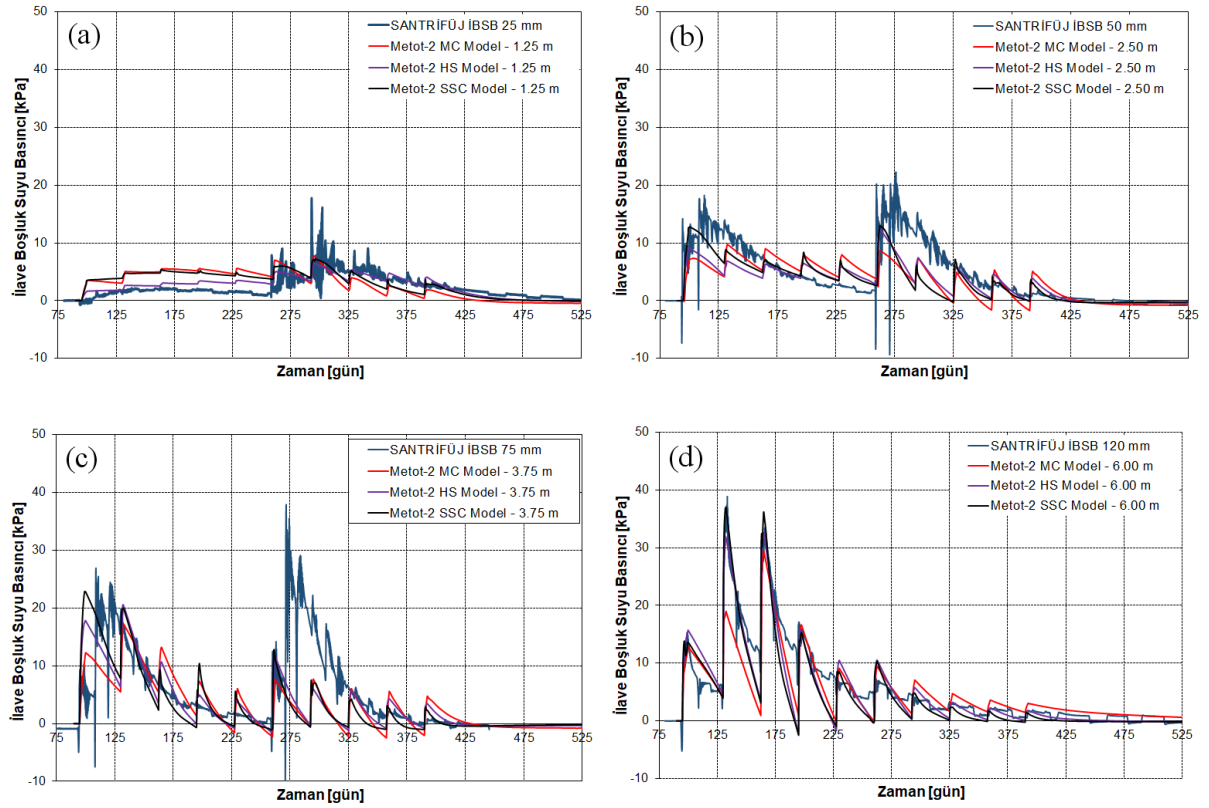 (a)
50
40
30
20
10
0
-10
75 125 175 225 275 325 375 425 475 525
İlave Boşluk Suyu Basıncı [kPa]
Zaman [gün]
SANTRİFÜJ İBSB 25 mm
Metot-2 MC Model - 1.25 m
Metot-2 HS Model - 1.25 m
Metot-2 SSC Model - 1.25 m
(b)
50
40
30
20
10
0
-10
75 125 175 225 275 325 375 425 475 525
İlave Boşluk Suyu Basıncı [kPa]
Zaman [gün]
SANTRİFÜJ İBSB 50 mm
Metot-2 MC Model - 2.50 m
Metot-2 HS Model - 2.50 m
Metot-2 SSC Model - 2.50 m
(c)
50
40
30
20
10
0
-10
75 125 175 225 275 325 375 425 475 525
İlave Boşluk Suyu Basıncı [kPa]
Zaman [gün]
SANTRİFÜJ İBSB 75 mm
Metot-2 MC Model - 3.75 m
Metot-2 HS Model - 3.75 m
Metot-2 SSC Model - 3.75 m
(d)
50
40
30
20
10
0
-10
75 125 175 225 275 325 375 425 475 525
İlave Boşluk Suyu Basıncı [kPa]
Zaman [gün]
SANTRİFÜJ İBSB 120 mm
Metot-2 MC Model - 6.00 m
Metot-2 HS Model - 6.00 m
Metot-2 SSC Model - 6.00 m